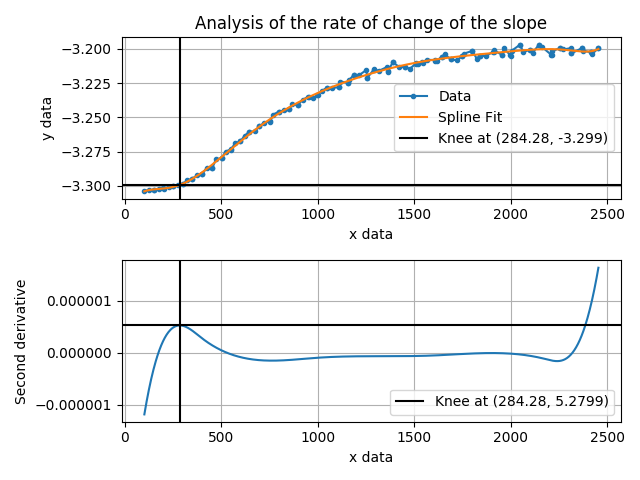 Analysis of the rate of change of the slope
−3.200
−3.225
−3.250
−3.275
−3.300
y data
Data
Spline Fit
Knee at (284.28, -3.299)
0 500 1000 1500 2000 2500
x data
0.000001
0.000000
−0.000001
Second derivative
Knee at (284.28, 5.2799)
0 500 1000 1500 2000 2500
x data